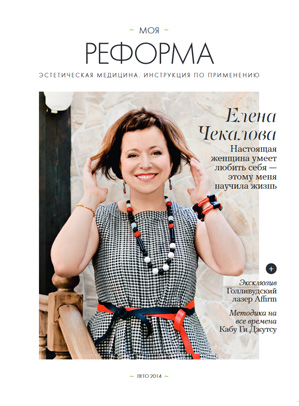 МОЯ
РЕФОРМА
ЭСТЕТИЧЕСКАЯ МЕДИЦИНА. ИНСТРУКЦИЯ ПО ПРИМЕНЕНИЮ
Елена
Чекалова
Настоящая
женщина умеет
любить себя —
этому меня
научила жизнь
+
Эксклюзив
Голливудский
лазер Affirm
Методика на
все времена
Кабу Ги Джутсу
ЛЕТО 2014